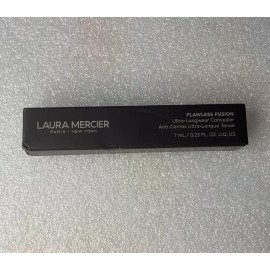 LAURA MERCIER
PARIS | NEW YORK
FLAWLESS FUSION
Ultra-Longwear Concealer
Anti-Cernes Ultra-Longue Tenue
7 mL / 0.23 FL. OZ. LIQ. US